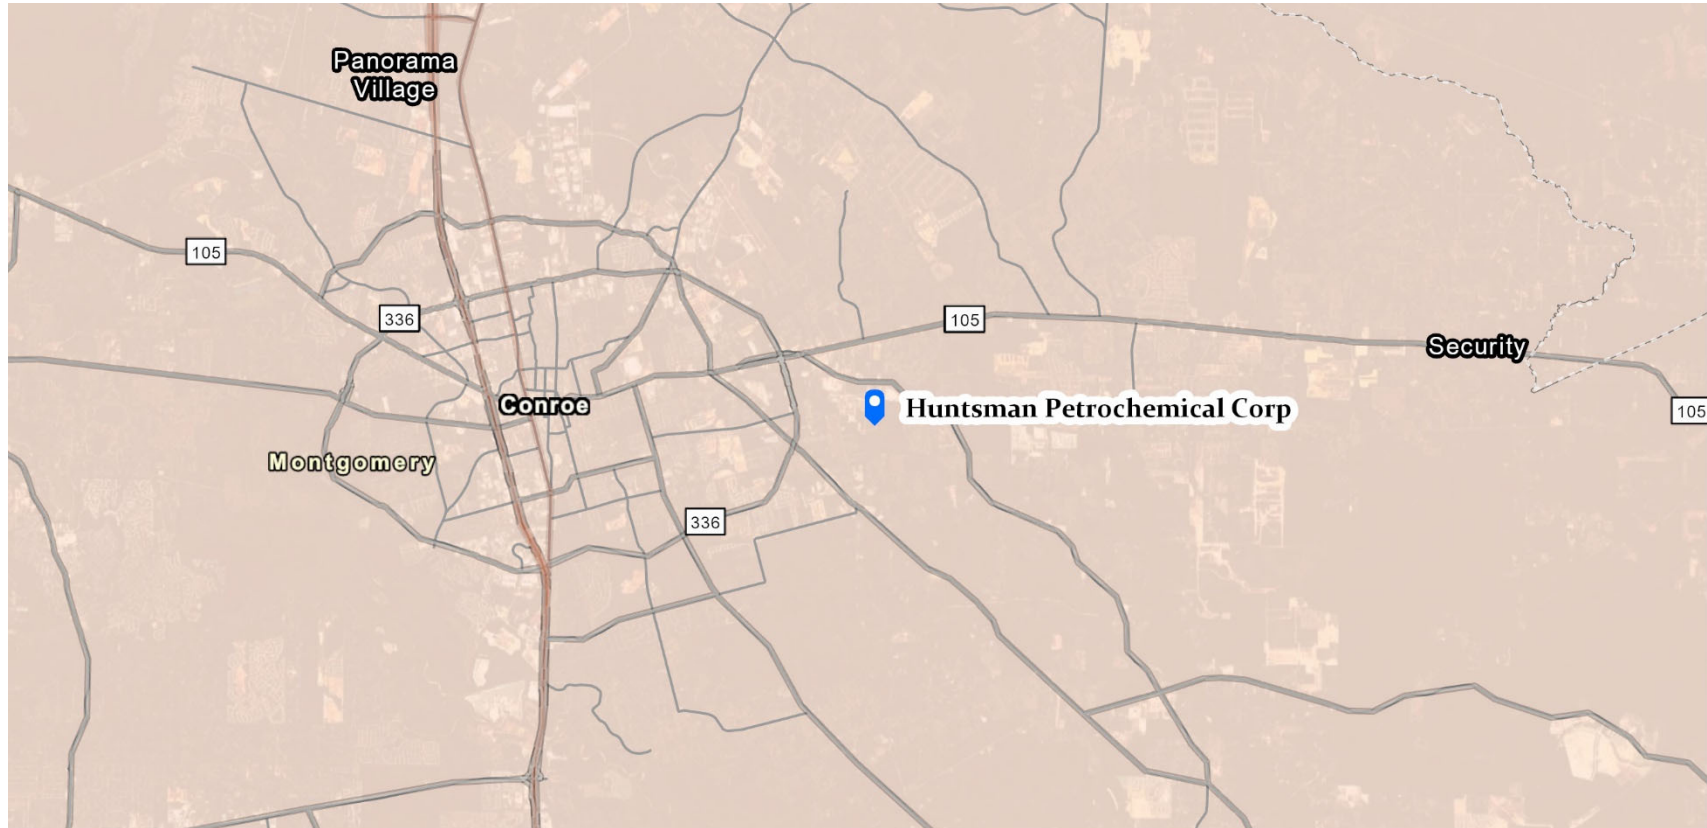 Panorama
Village
105
336
105
Security
Conroe
Huntsman Petrochemical Corp
105
Montgomery
336